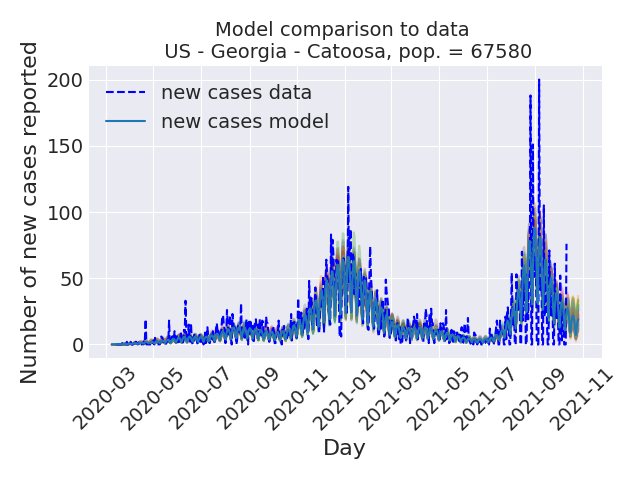 Model comparison to data
US - Georgia - Catoosa, pop. = 67580
Number of new cases reported
200
150
100
50
0
new cases data
new cases model
2020-03
2020-05
2020-07
2020-09
2020-11
2021-01
2021-03
2021-05
2021-07
2021-09
2021-11
Day